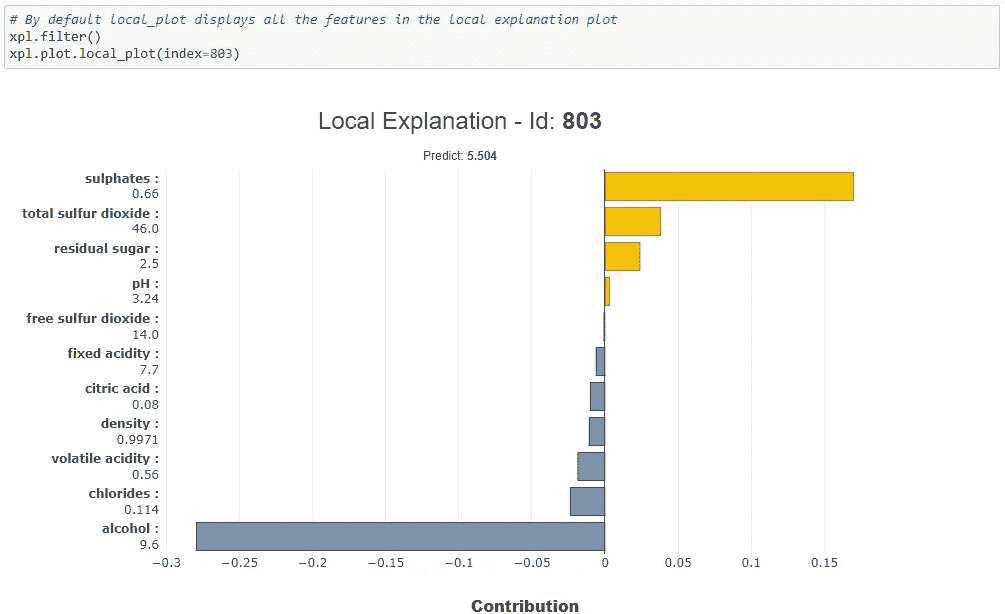 # By default local_plot displays all the features in the local explanation plot
xpl.filter()
xpl.plot.local_plot(index=803)
Local Explanation - Id: 803
Predict: 5.504
sulphates :
0.66
total sulfur dioxide :
46.0
residual sugar :
2.5
pH :
3.24
free sulfur dioxide :
14.0
fixed acidity :
7.7
citric acid :
0.08
density :
0.9971
volatile acidity :
0.56
chlorides :
0.114
alcohol :
9.6
−0.3 −0.25 −0.2 −0.15 −0.1 −0.05 0 0.05 0.1 0.15
Contribution